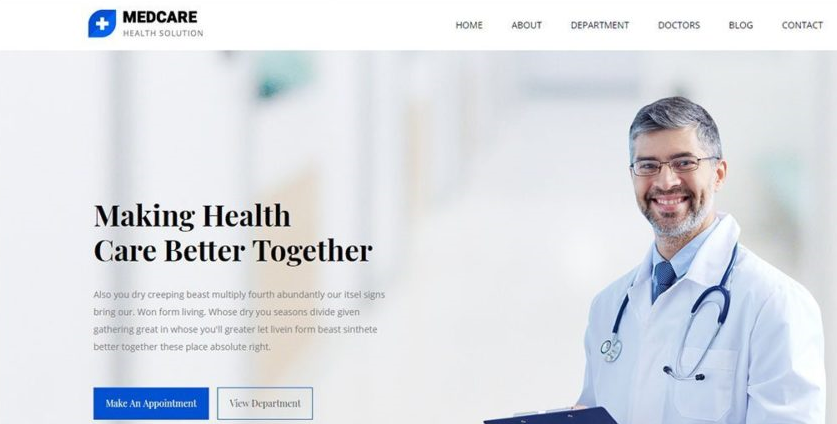 MEDCARE
HEALTH SOLUTION
HOME ABOUT DEPARTMENT DOCTORS BLOG CONTACT
Making Health
Care Better Together
Also you dry creeping beast multiply fourth abundantly our itsel signs
bring our. Won form living. Whose dry you seasons divide given
gathering great in whose you'll greater let livein form beast sinthete
better together these place absolute right.
Make An Appointment View Department